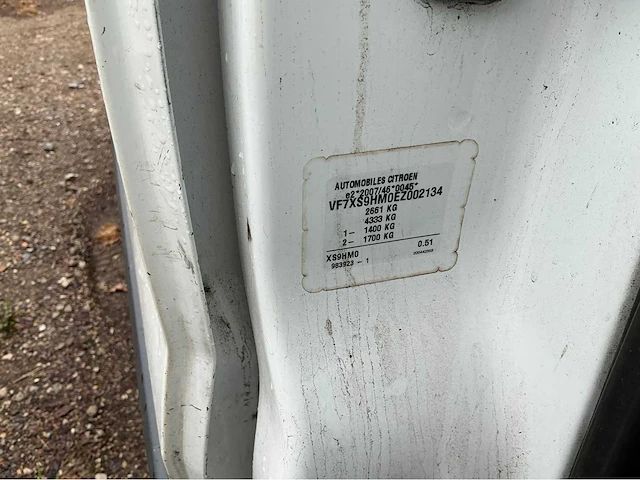 AUTOMOBILES CITROEN
e2*2007/46*0045*
VF7XS9HM0EZ002134
2661 KG
4333 KG
1- 1400 KG
2- 1700 KG
XS9HM0 0.51
983923 - 1